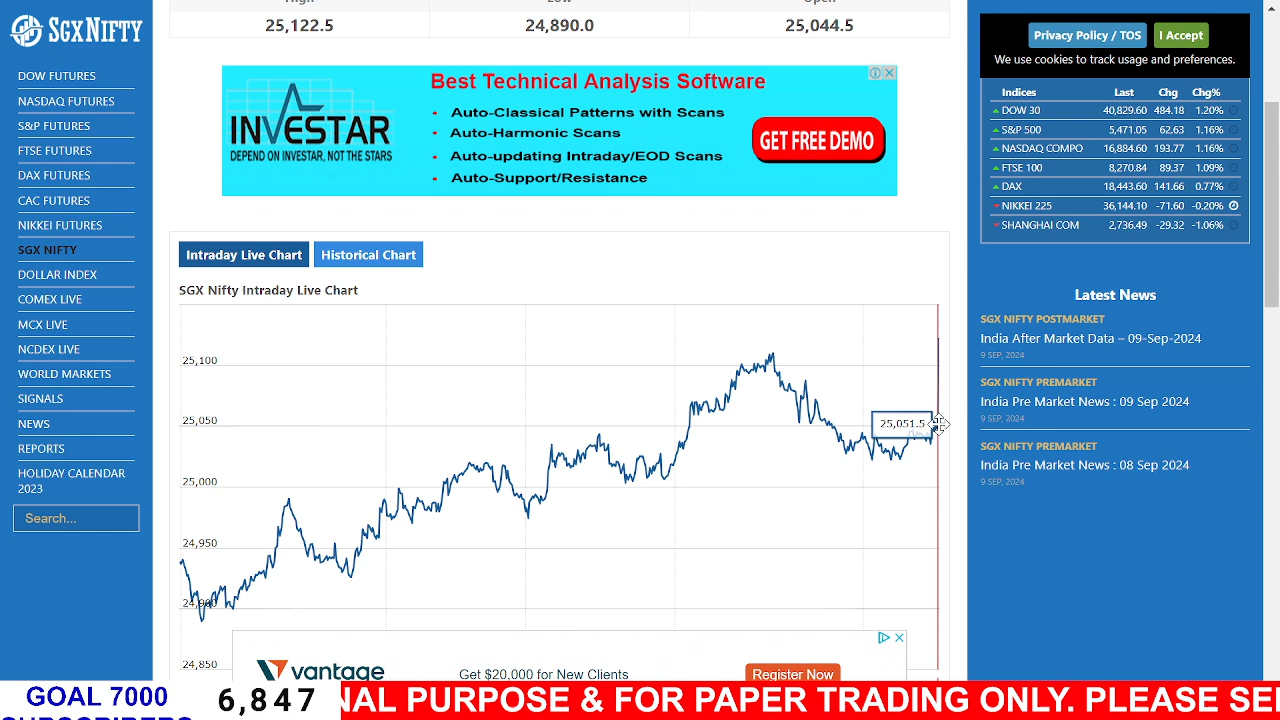 High
Low
Open
25,122.5
24,890.0
25,044.5
SGXNIFTY
DOW FUTURES
NASDAQ FUTURES
S&P FUTURES
FTSE FUTURES
DAX FUTURES
CAC FUTURES
NIKKEI FUTURES
SGX NIFTY
DOLLAR INDEX
COMEX LIVE
MCX LIVE
NCDEX LIVE
WORLD MARKETS
SIGNALS
NEWS
REPORTS
HOLIDAY CALENDAR
2023
Search...
INVESTAR
DEPEND ON INVESTAR, NOT THE STARS
Best Technical Analysis Software
• Auto-Classical Patterns with Scans
• Auto-Harmonic Scans
• Auto-updating Intraday/EOD Scans
• Auto-Support/Resistance
GET FREE DEMO
Intraday Live Chart
Historical Chart
SGX Nifty Intraday Live Chart
25,100
25,050
25,000
24,950
24,900
24,850
25,051.5
vantage
Get $20,000 for New Clients
Register Now
Privacy Policy / TOS
I Accept
We use cookies to track usage and preferences.
Indices Last Chg Chg%
DOW 30 40,829.60 484.18 1.20%
S&P 500 5,471.05 62.63 1.16%
NASDAQ COMPO 16,884.60 193.77 1.16%
FTSE 100 8,270.84 89.37 1.09%
DAX 18,443.60 141.66 0.77%
NIKKEI 225 36,144.10 -71.60 -0.20%
SHANGHAI COM 2,736.49 -29.32 -1.06%
Latest News
SGX NIFTY POSTMARKET
India After Market Data – 09-Sep-2024
9 SEP, 2024
SGX NIFTY PREMARKET
India Pre Market News : 09 Sep 2024
9 SEP, 2024
SGX NIFTY PREMARKET
India Pre Market News : 08 Sep 2024
9 SEP, 2024
GOAL 7000
SUBSCRIBERS
6,847
NAL PURPOSE & FOR PAPER TRADING ONLY. PLEASE SE